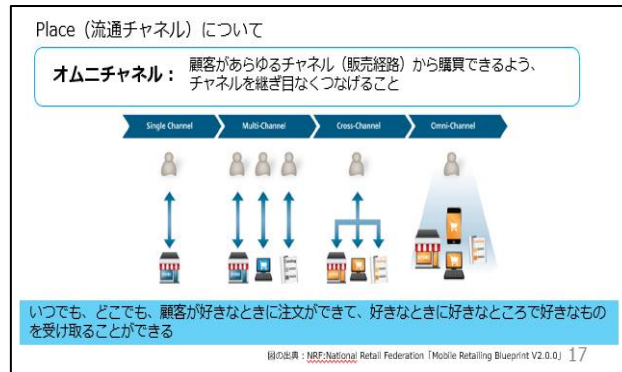 Place（流通チャネル）について
オムニチャネル： 顧客があらゆるチャネル（販売経路）から購買できるよう、
チャネルを継ぎ目なくつなげること
Single Channel Multi-Channel Cross-Channel Omni-Channel
いつでも、どこでも、顧客が好きなときに注文ができて、好きなときに好きなところで好きなもの
を受け取ることができる
図の出典：NRF:National Retail Federation「Mobile Retailing Blueprint V2.0.0」 17